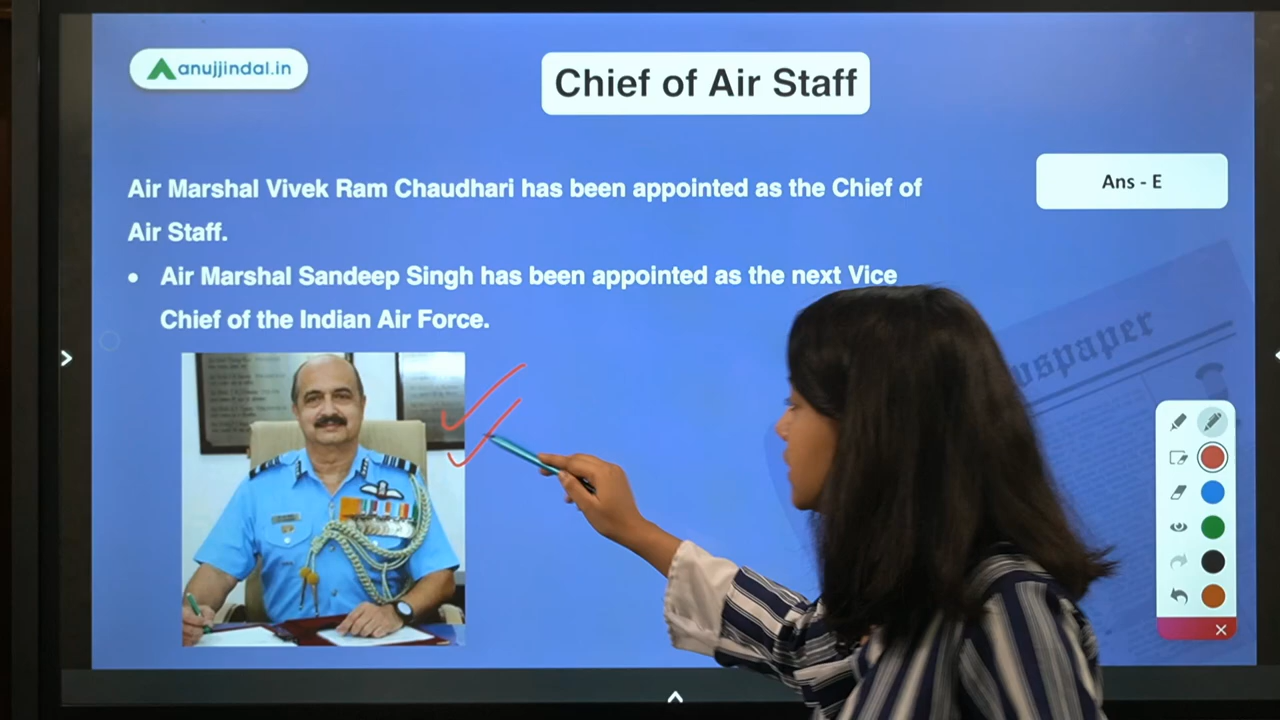 anujjindal.in
Chief of Air Staff
Air Marshal Vivek Ram Chaudhari has been appointed as the Chief of
Air Staff.
Ans - E
• Air Marshal Sandeep Singh has been appointed as the next Vice
Chief of the Indian Air Force.
wspaper